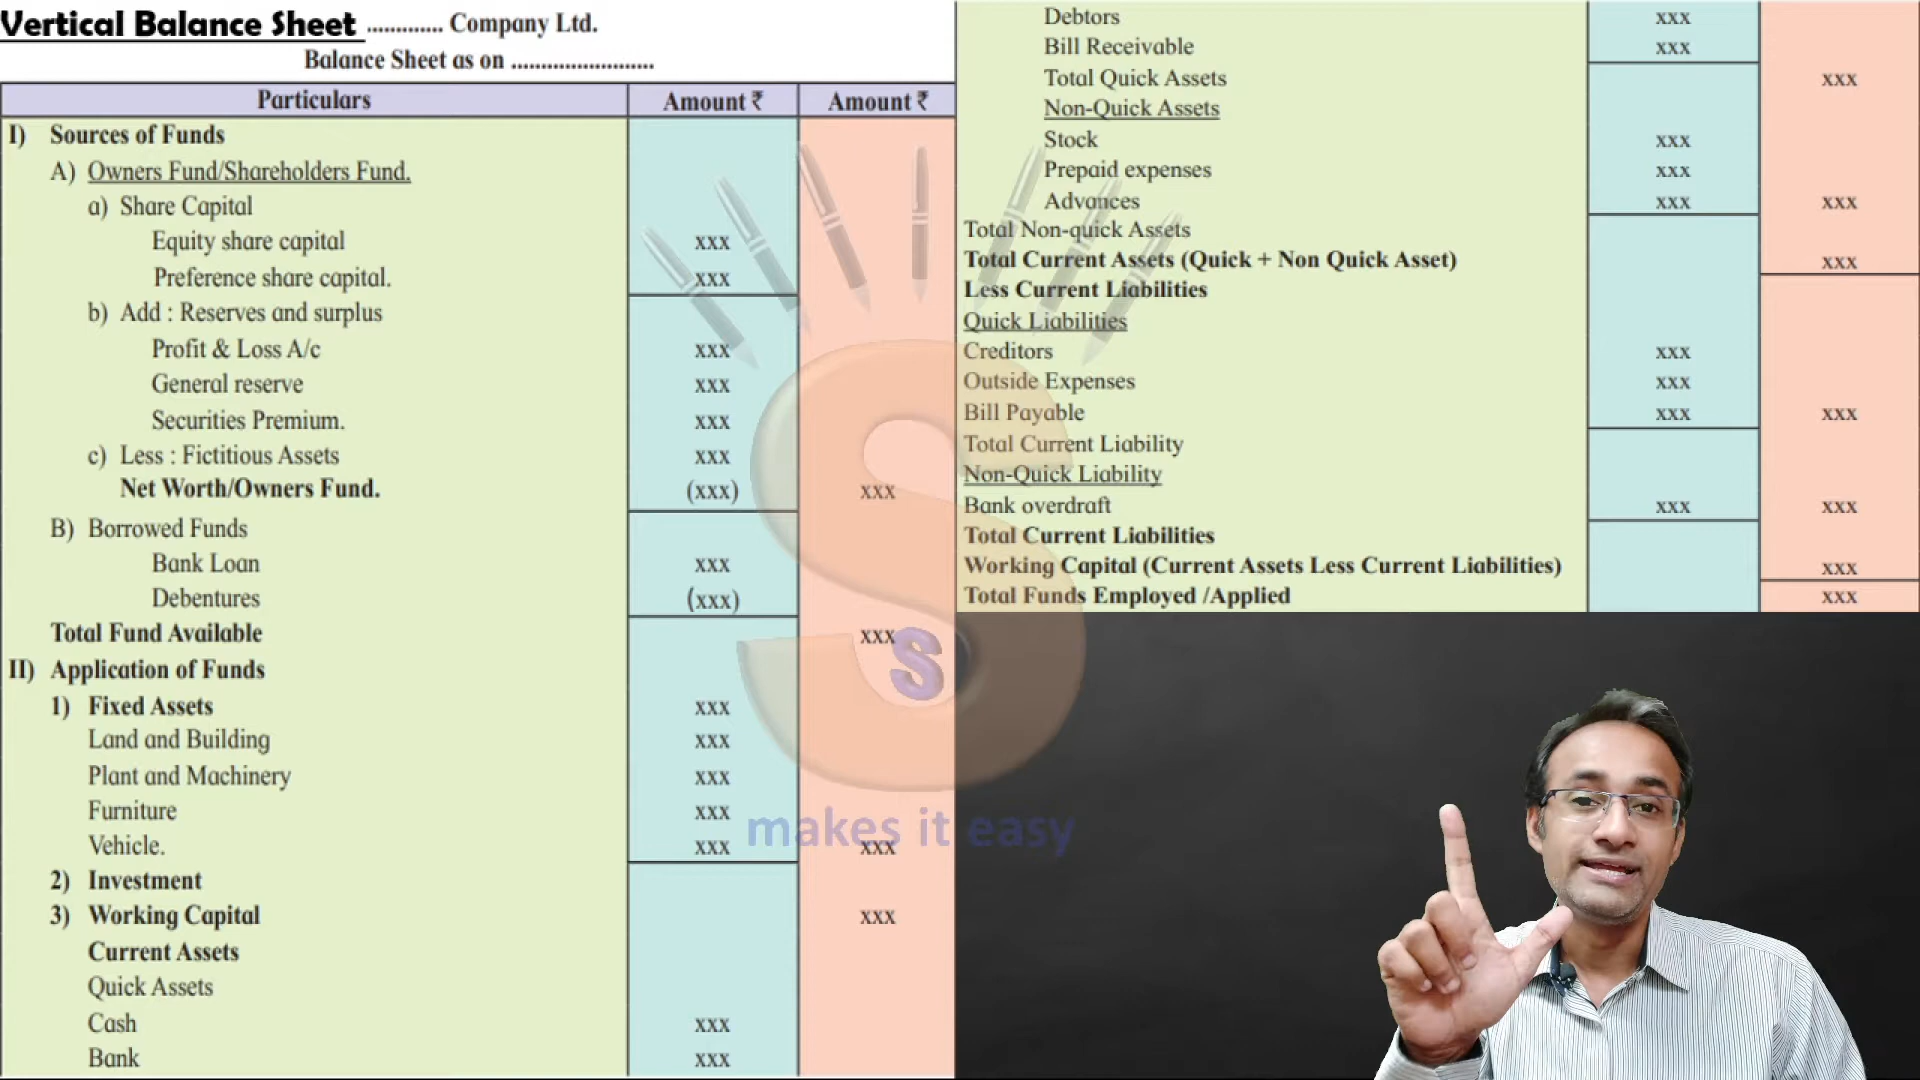 Vertical Balance Sheet ............. Company Ltd.
Balance Sheet as on ........................
Particulars Amount ₹ Amount ₹
I) Sources of Funds
A) Owners Fund/Shareholders Fund.
a) Share Capital
Equity share capital xxx
Preference share capital. xxx
b) Add : Reserves and surplus
Profit & Loss A/c xxx
General reserve xxx
Securities Premium. xxx
c) Less : Fictitious Assets xxx
Net Worth/Owners Fund. (xxx) xxx
B) Borrowed Funds
Bank Loan xxx
Debentures (xxx)
Total Fund Available xxx
II) Application of Funds
1) Fixed Assets xxx
Land and Building xxx
Plant and Machinery xxx
Furniture xxx
Vehicle. xxx xxx
2) Investment
3) Working Capital xxx
Current Assets
Quick Assets
Cash xxx
Bank xxx
Debtors xxx
Bill Receivable xxx
Total Quick Assets xxx
Non-Quick Assets
Stock xxx
Prepaid expenses xxx
Advances xxx xxx
Total Non-quick Assets
Total Current Assets (Quick + Non Quick Asset) xxx
Less Current Liabilities
Quick Liabilities
Creditors xxx
Outside Expenses xxx
Bill Payable xxx xxx
Total Current Liability
Non-Quick Liability
Bank overdraft xxx xxx
Total Current Liabilities
Working Capital (Current Assets Less Current Liabilities) xxx
Total Funds Employed /Applied xxx
S
s
makes it easy